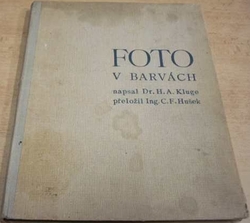 FOTO
V BARVÁCH
napsal Dr. H. A. Kluge
přeložil Ing. C. F. Hušek